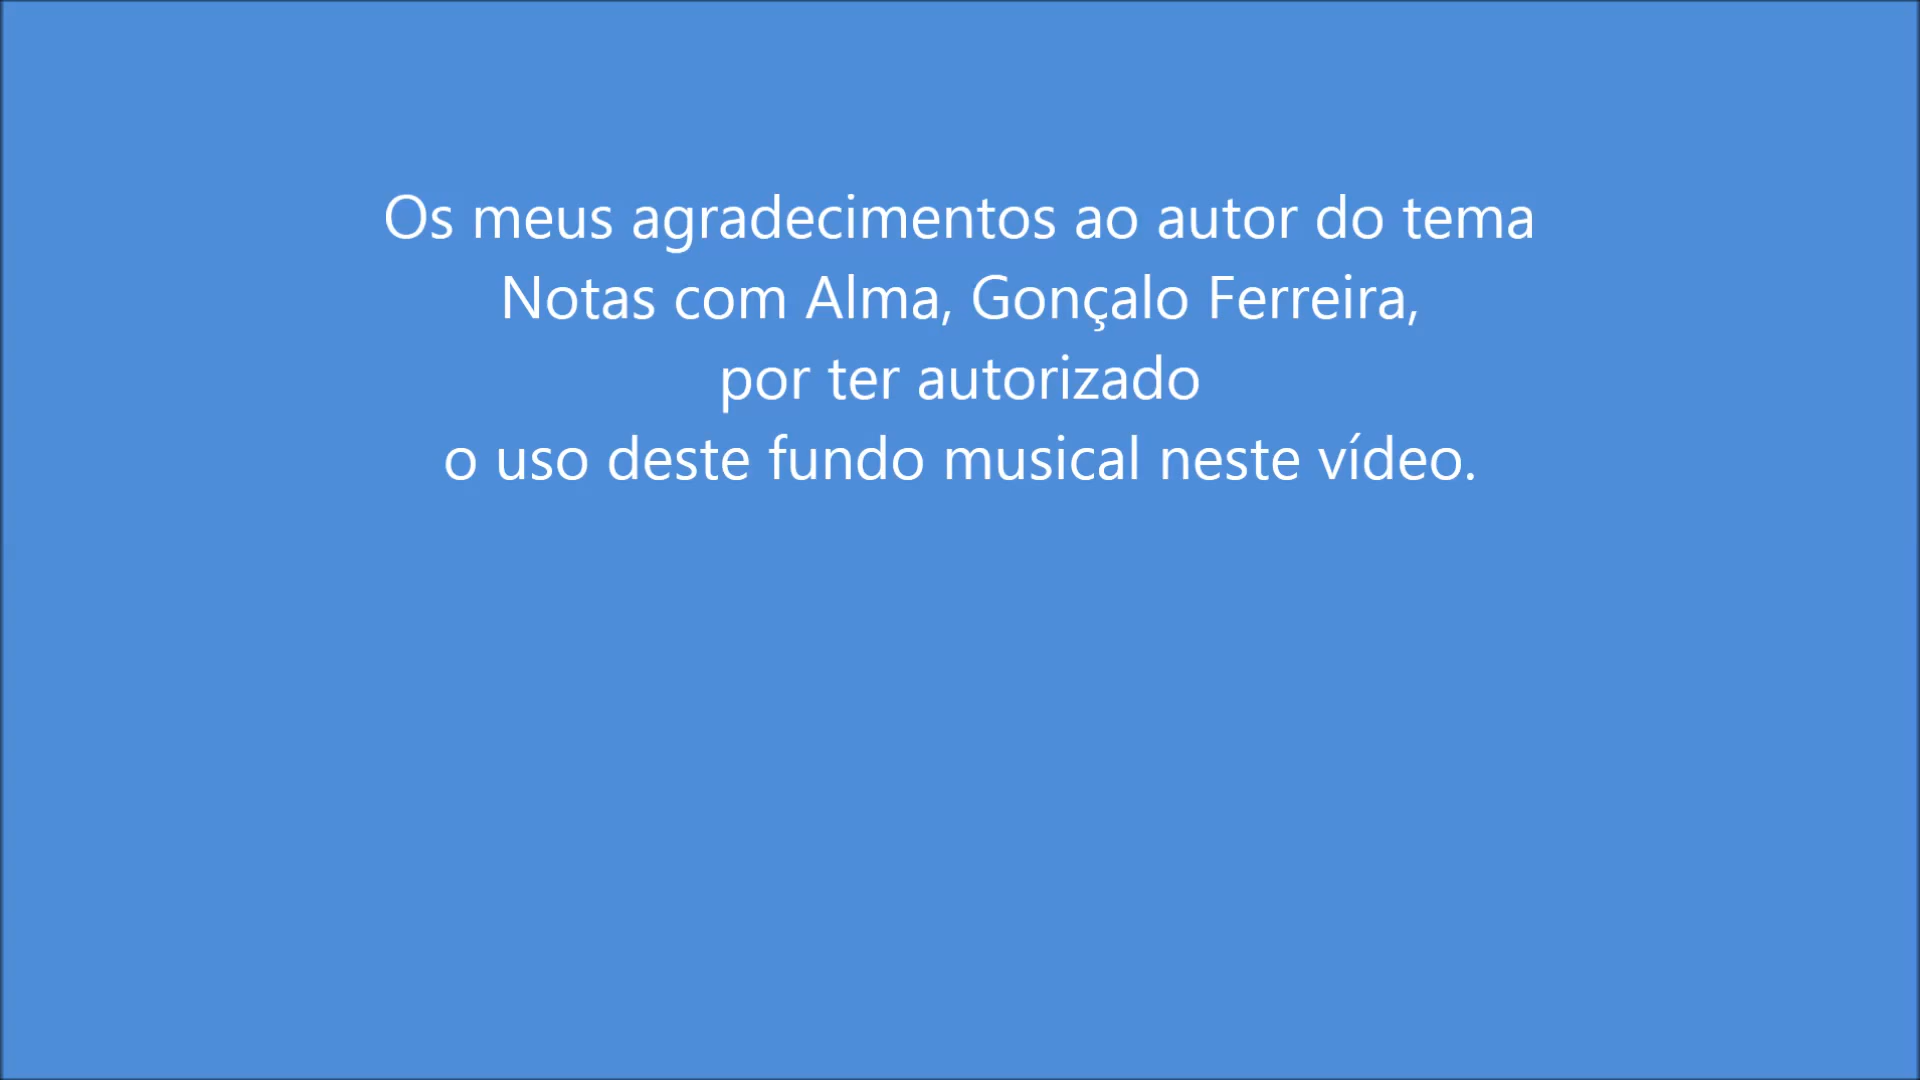 Os meus agradecimentos ao autor do tema
Notas com Alma, Gonçalo Ferreira,
por ter autorizado
o uso deste fundo musical neste vídeo.